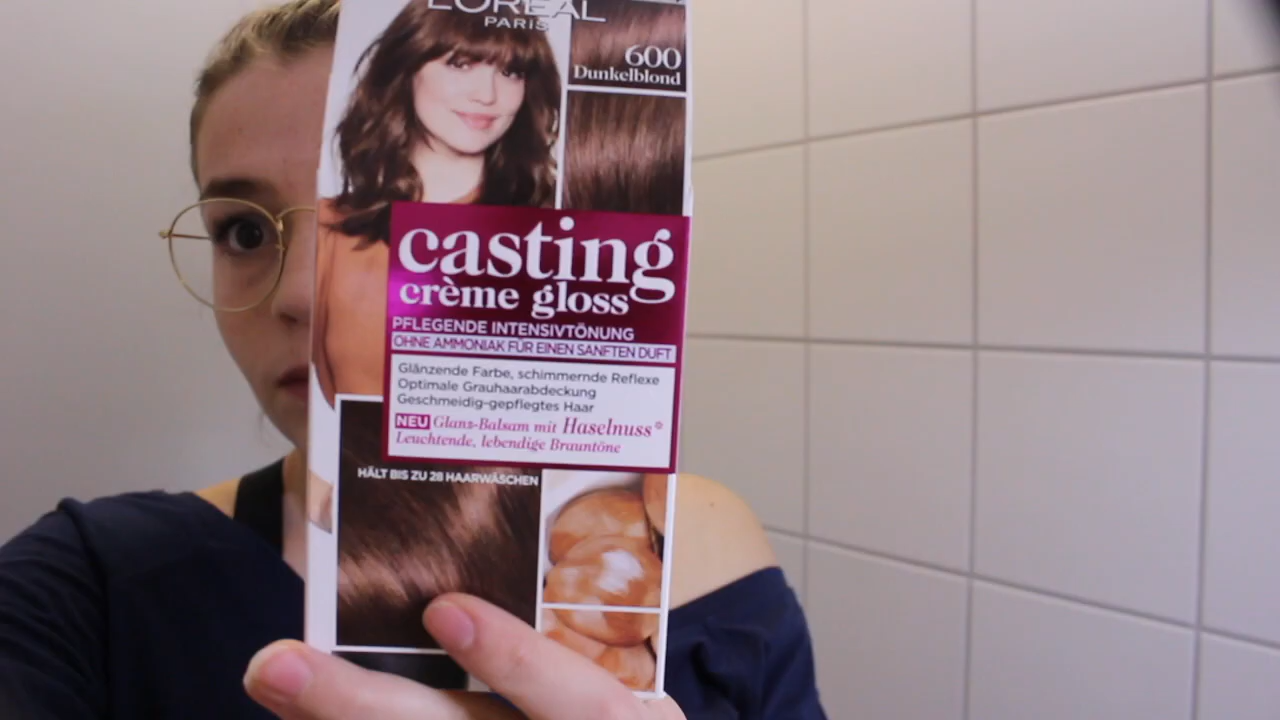 L'ORÉAL
PARIS
600
Dunkelblond
casting
crème gloss
PFLEGENDE INTENSIVTÖNUNG
OHNE AMMONIAK FÜR EINEN SANFTEN DUFT
Glänzende Farbe, schimmernde Reflexe
Optimale Grauhaarabdeckung
Geschmeidig-gepflegtes Haar
NEU Glanz-Balsam mit Haselnuss*
Leuchtende, lebendige Brauntöne
HÄLT BIS ZU 28 HAARWÄSCHEN